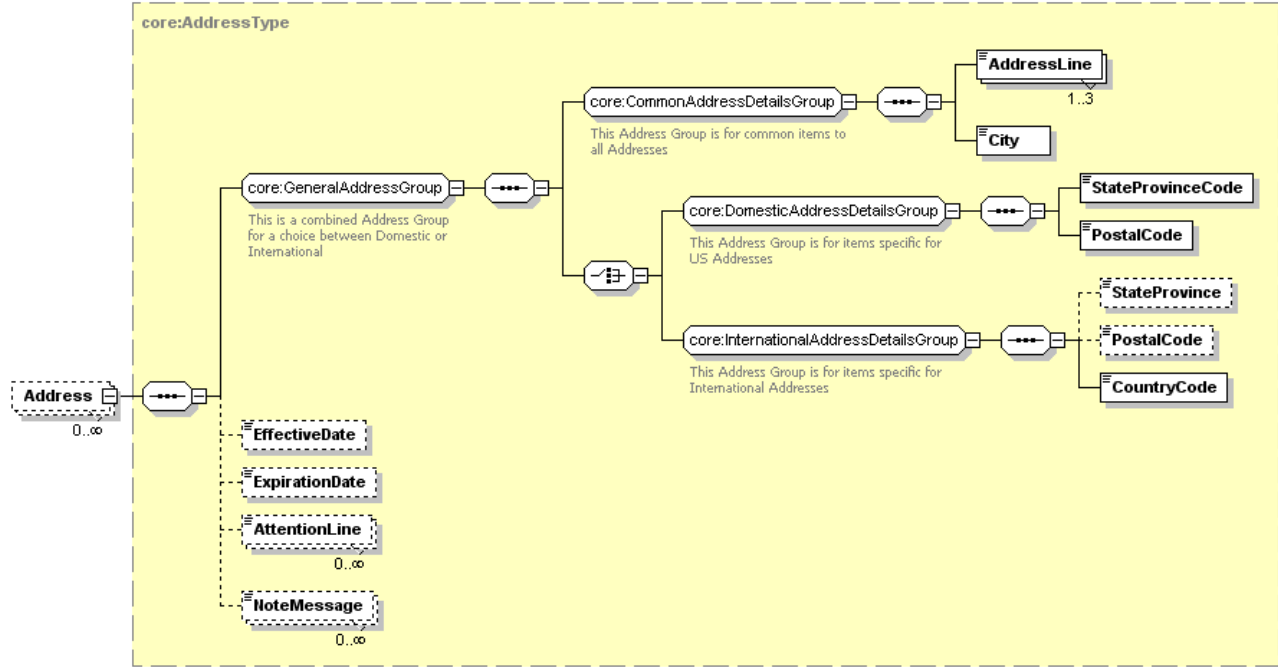 core:AddressType
AddressLine
1..3
core:CommonAddressDetailsGroup
This Address Group is for common items to
all Addresses
City
core:GeneralAddressGroup
This is a combined Address Group
for a choice between Domestic or
International
core:DomesticAddressDetailsGroup
This Address Group is for items specific for
US Addresses
StateProvinceCode
PostalCode
core:InternationalAddressDetailsGroup
This Address Group is for items specific for
International Addresses
StateProvince
PostalCode
CountryCode
Address
0..∞
EffectiveDate
ExpirationDate
AttentionLine
0..∞
NoteMessage
0..∞